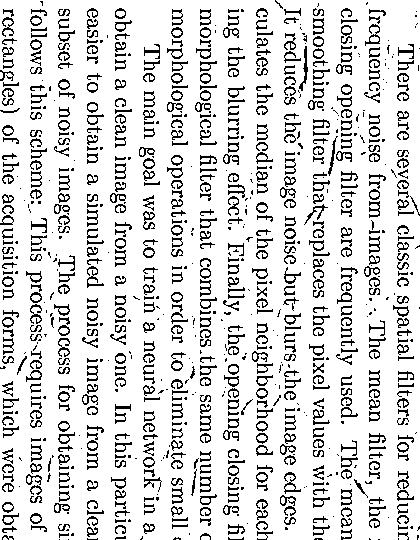 There are several classic spatial filters for reducin
frequency noise from images. The mean filter, the
closing opening filter are frequently used. The mean
smoothing filter that replaces the pixel values with the
It reduces the image noise but blurs the image edges.
culates the median of the pixel neighborhood for each
ing the blurring effect. Finally, the opening closing fil
morphological filter that combines the same number o
morphological operations in order to eliminate small
The main goal was to train a neural network in a
obtain a clean image from a noisy one. In this particu
easier to obtain a simulated noisy image from a clea
subset of noisy images. The process for obtaining si
follows this scheme. This process requires images of
rectangles) of the acquisition forms, which were obta